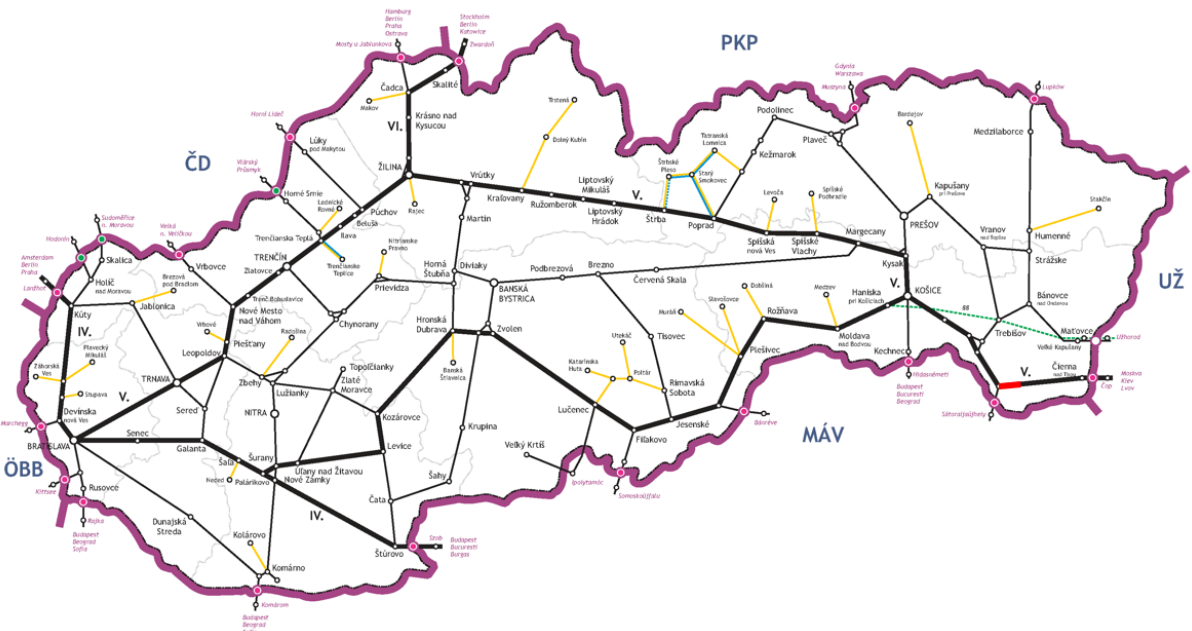 Hamburg
Berlin
Praha
Ostrava
Stockholm
Berlin
Katowice
Mosty u Jablunkova
Zwardoń
PKP
Gdynia
Warszawa
Muszyna
Łupków
Čadca
Skalité
Makov
Krásno nad
Kysucou
Trstená
Podolínec
Bardejov
Medzilaborce
Horní Lideč
VI.
Lúky
pod Makytou
Dolný Kubín
Tatranská
Lomnica
Plaveč
ČD
Vlárský
Průsmyk
ŽILINA
Vrútky
Štrbské
Pleso
Starý
Smokovec
Kežmarok
Horné Srnie
Lednické
Rovné
Púchov
Beluša
Rajec
Kraľovany
Ružomberok
Liptovský
Mikuláš
V.
Liptovský
Hrádok
Štrba
Poprad
Levoča
Spišské
Podhradie
Kapušany
pri Prešove
Stakčín
Sudoměřice
n. Moravou
Hodonín
Velká
n. Veličkou
Trenčianska Teplá
Ilava
Martin
Margecany
PREŠOV
Vranov
nad Topľou
Humenné
Strážske
Amsterdam
Berlin
Praha
Lanžhot
Skalica
Holíč
nad Moravou
Vrbovce
Brezová
pod Bradlom
TRENČÍN
Zlatovce
Trenčianske
Teplice
Nitrianske
Pravno
Spišská
Nová Ves
Spišské
Vlachy
Kysak
UŽ
Horná
Štubňa
Diviaky
Podbrezová
Brezno
Červená Skala
Prievidza
BANSKÁ
BYSTRICA
V.
KOŠICE
Haniska
pri Košiciach
88
Bánovce
nad Ondavou
Kúty
IV.
Jablonica
Trenč.Bohuslavice
Nové Mesto
nad Váhom
Chynorany
Dobšiná
Slavošovce
Medzev
Muráň
Rožňava
Moldava
nad Bodvou
Trebišov
Maťovce
Veľké Kapušany
Užhorod
Vrbové
Piešťany
Radošina
Hronská
Dubrava
Zvolen
Utekáč
Tisovec
Plešivec
Kechnec
Plavecký
Mikuláš
Záhorská
Ves
Leopoldov
Zbehy
Topoľčianky
Zlaté
Moravce
Banská
Štiavnica
Katarínska
Huta
Poltár
Rimavská
Sobota
Hidasnémeti
Budapest
Bucuresti
Beograd
V.
Čierna
nad Tisou
Čop
Moskva
Kiev
Lvov
Stupava
TRNAVA
Lužianky
V.
Devínska
nová Ves
Sereď
NITRA
Kozárovce
Lučenec
Jesenské
Bánréve
Sátoraljaújhely
Marchegg
BRATISLAVA
Senec
Galanta
Krupina
Fiľakovo
MÁV
Levice
Veľký Krtíš
ÖBB
Šaľa
Šurany
Úľany nad Žitavou
Neded
Palárikovo
Nové Zámky
Šahy
Ipolytarnóc
Somoskőújfalu
Kittsee
Rusovce
Čata
Rajka
Budapest
Beograd
Sofia
Dunajská
Streda
IV.
Kolárovo
Štúrovo
Szob
Budapest
Bucuresti
Burgas
Komárno
Komárom
Budapest
Beograd